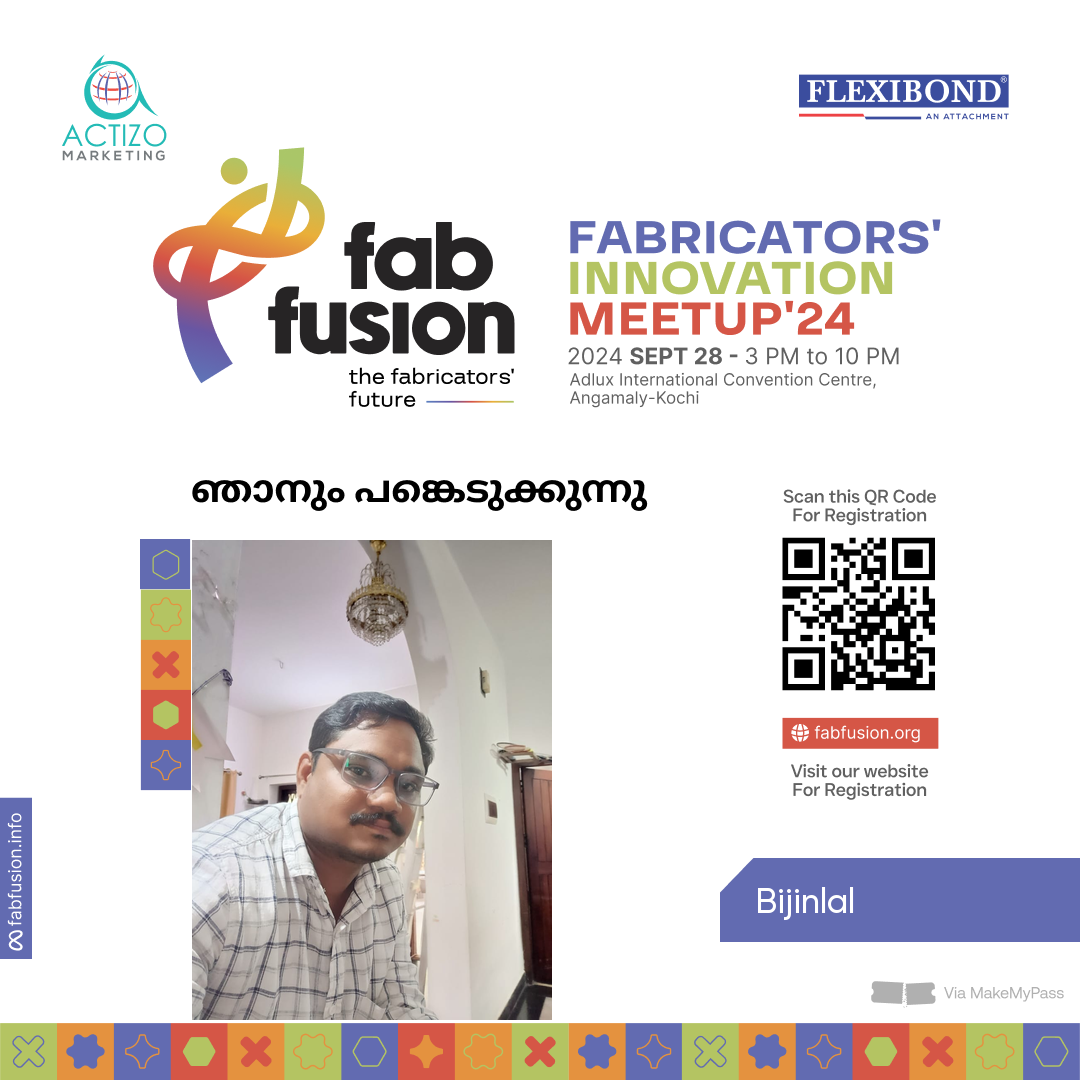 ACTIZO
MARKETING
FLEXIBOND®
AN ATTACHMENT
fab
fusion
the fabricators'
future
FABRICATORS'
INNOVATION
MEETUP'24
2024 SEPT 28 - 3 PM to 10 PM
Adlux International Convention Centre,
Angamaly-Kochi
ഞാനും പങ്കെടുക്കുന്നു
Scan this QR Code
For Registration
fabfusion.org
Visit our website
For Registration
fabfusion.info
Bijinlal
Via MakeMyPass